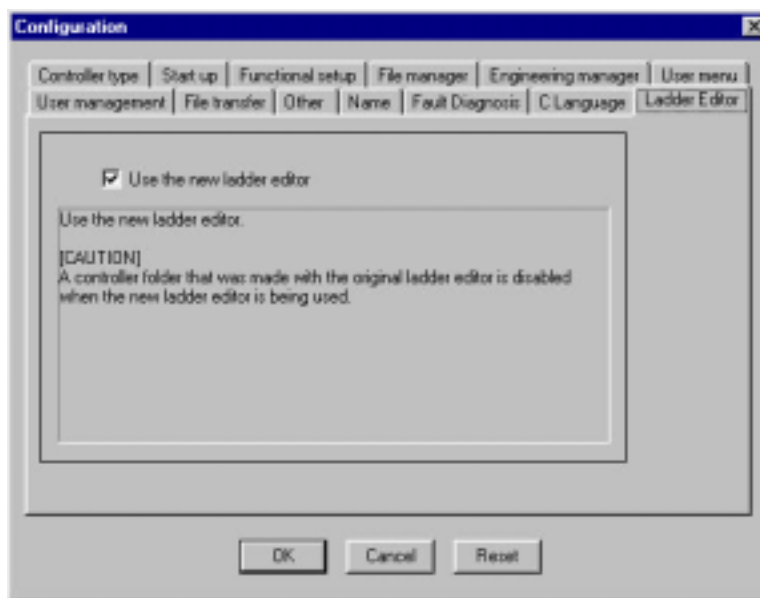 Configuration
Controller type Start up Functional setup File manager Engineering manager User menu
User management File transfer Other Name Fault Diagnosis C Language Ladder Editor
Use the new ladder editor
Use the new ladder editor.
[CAUTION]
A controller folder that was made with the original ladder editor is disabled
when the new ladder editor is being used.
OK Cancel Reset